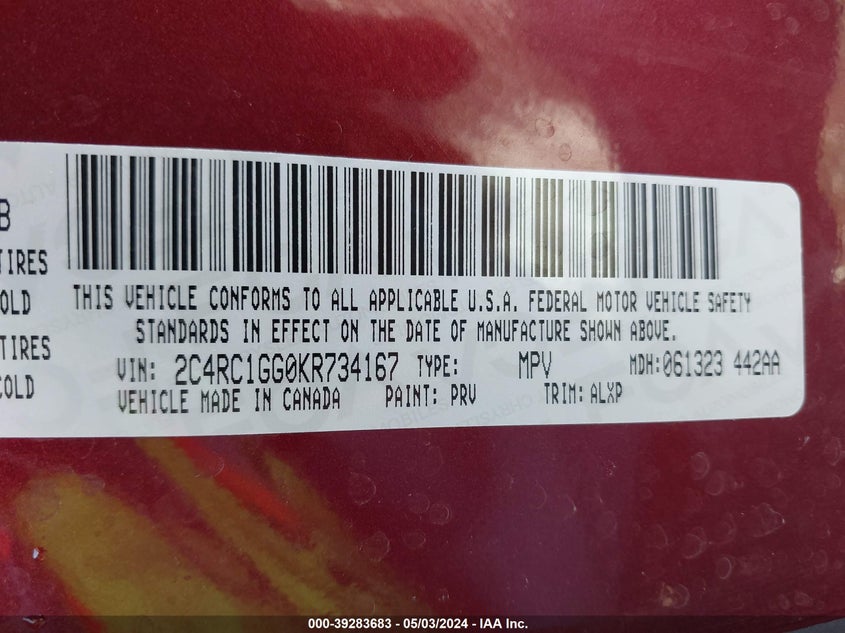 B
TIRES
OLD
TIRES
COLD
THIS VEHICLE CONFORMS TO ALL APPLICABLE U.S.A. FEDERAL MOTOR VEHICLE SAFETY
STANDARDS IN EFFECT ON THE DATE OF MANUFACTURE SHOWN ABOVE.
VIN: 2C4RC1GG0KR734167 TYPE: MPV MDH:061323 442AA
VEHICLE MADE IN CANADA PAINT: PRV TRIM: ALXP
000-39283683 / 05/03/2024 - IAA Inc.